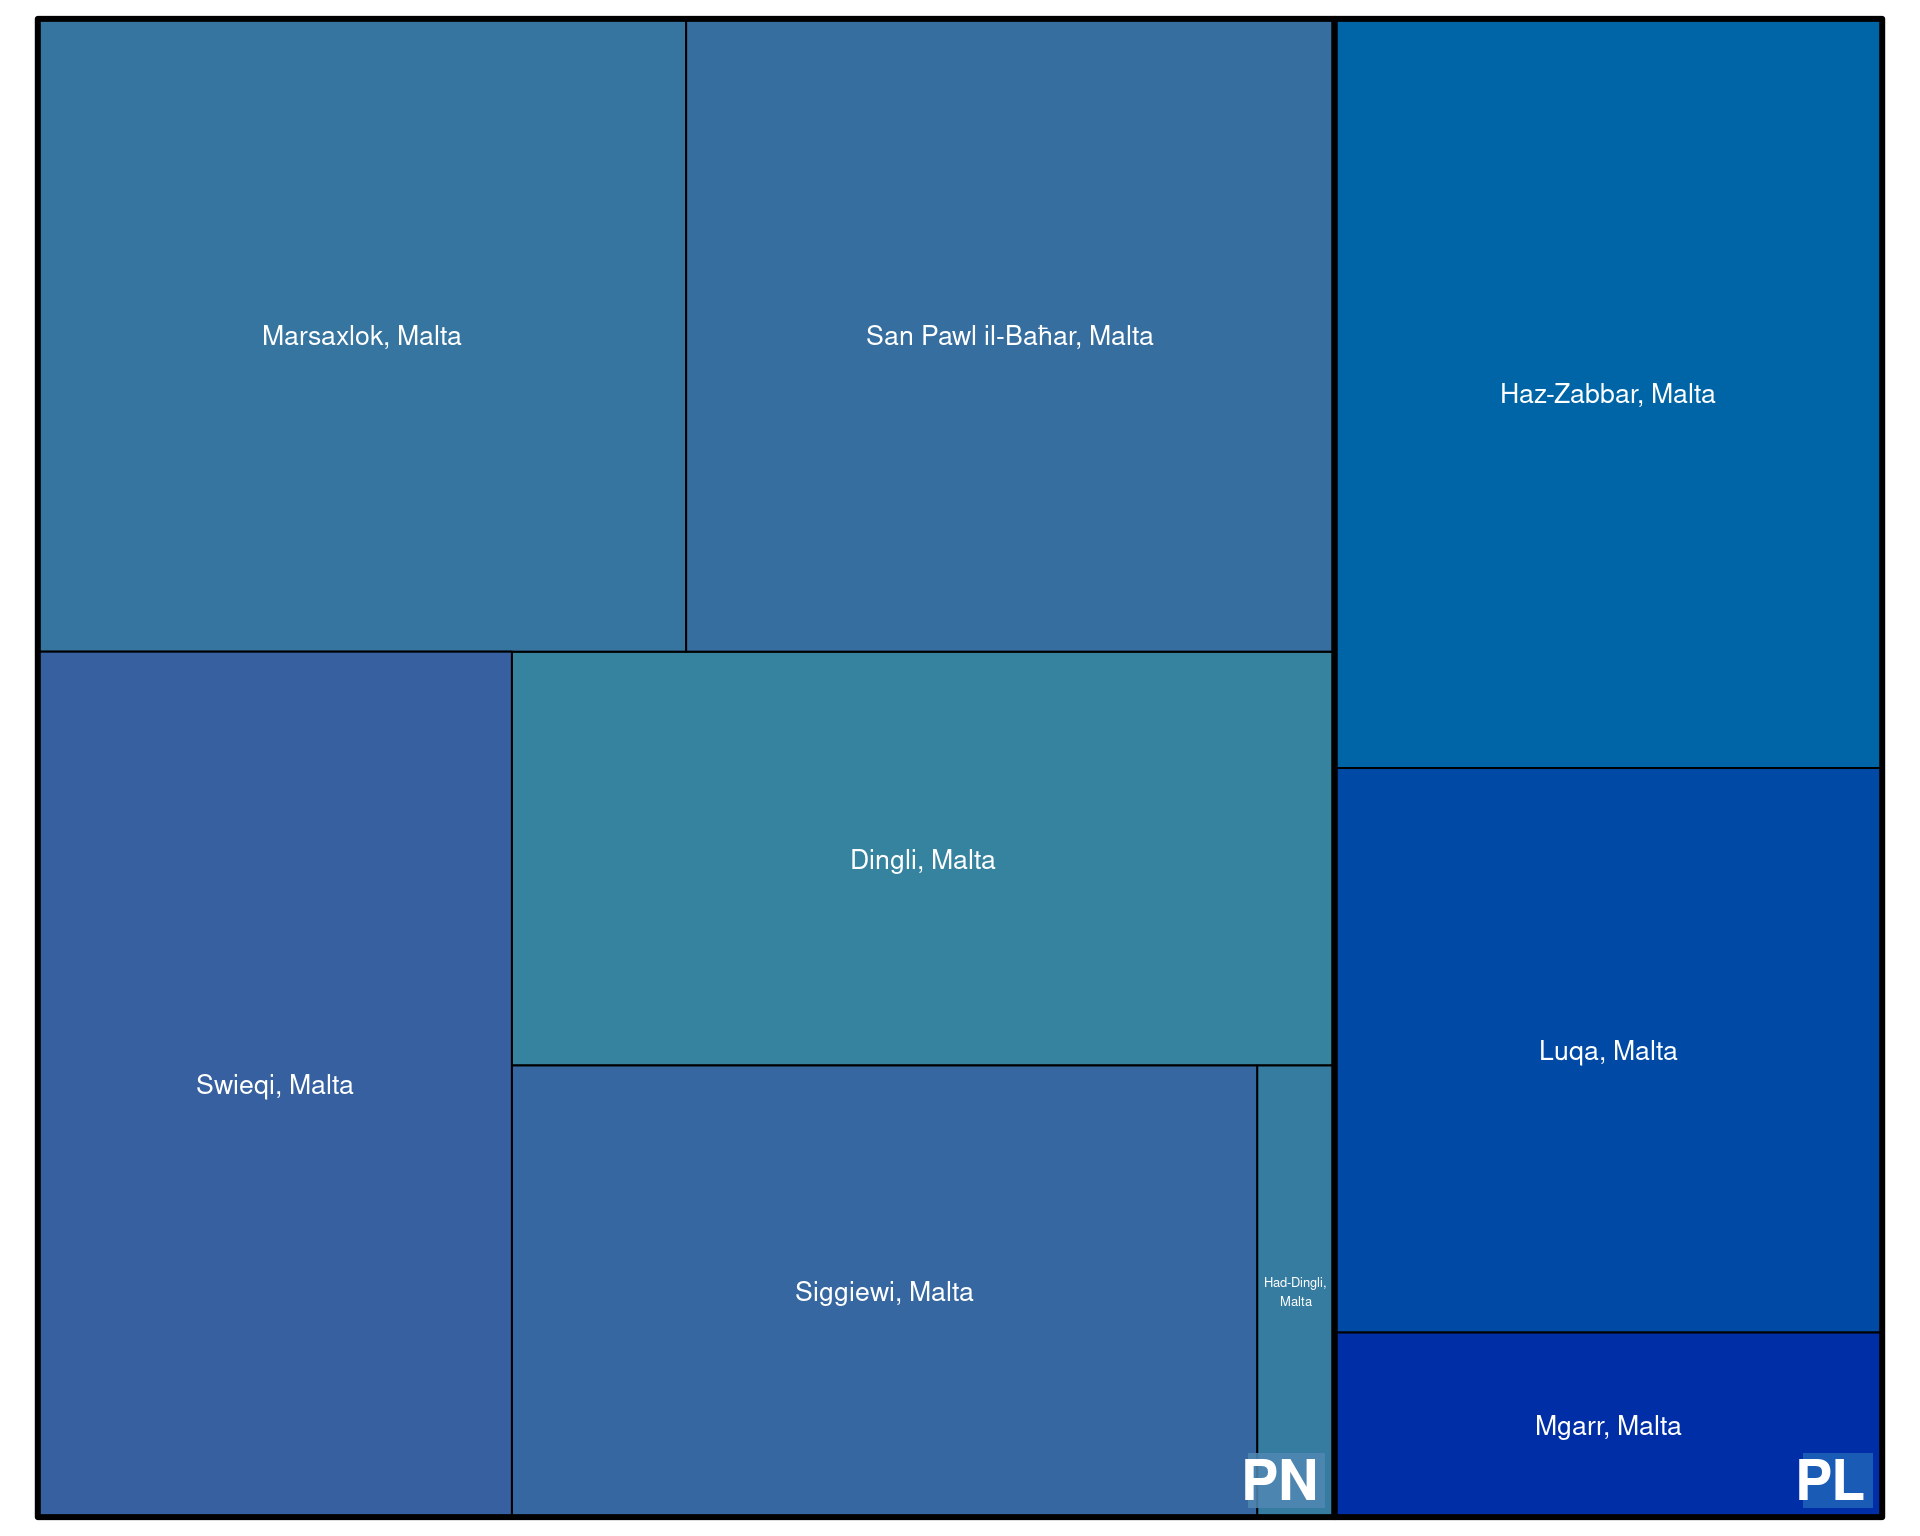 Marsaxlok, Malta
San Pawl il-Baħar, Malta
Haz-Zabbar, Malta
Dingli, Malta
Luqa, Malta
Swieqi, Malta
Siggiewi, Malta
Had-Dingli,
Malta
Mgarr, Malta
PN
PL